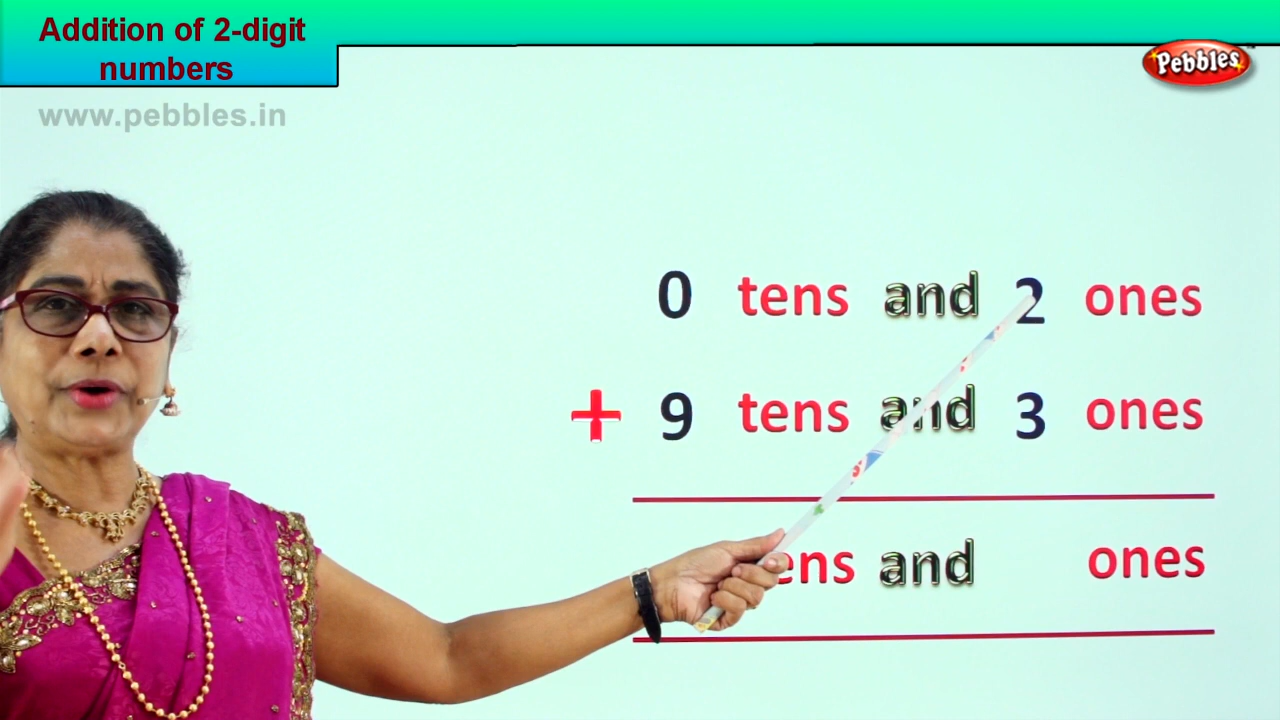 Addition of 2-digit
numbers
Pebbles
www.pebbles.in
0 tens and 2 ones
+ 9 tens and 3 ones
ens and ones